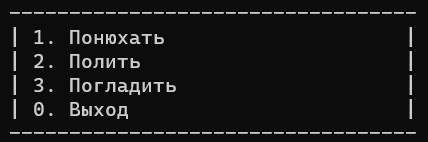 ----------------------------------
| 1. Понюхать                    |
| 2. Полить                      |
| 3. Погладить                   |
| 0. Выход                       |
----------------------------------